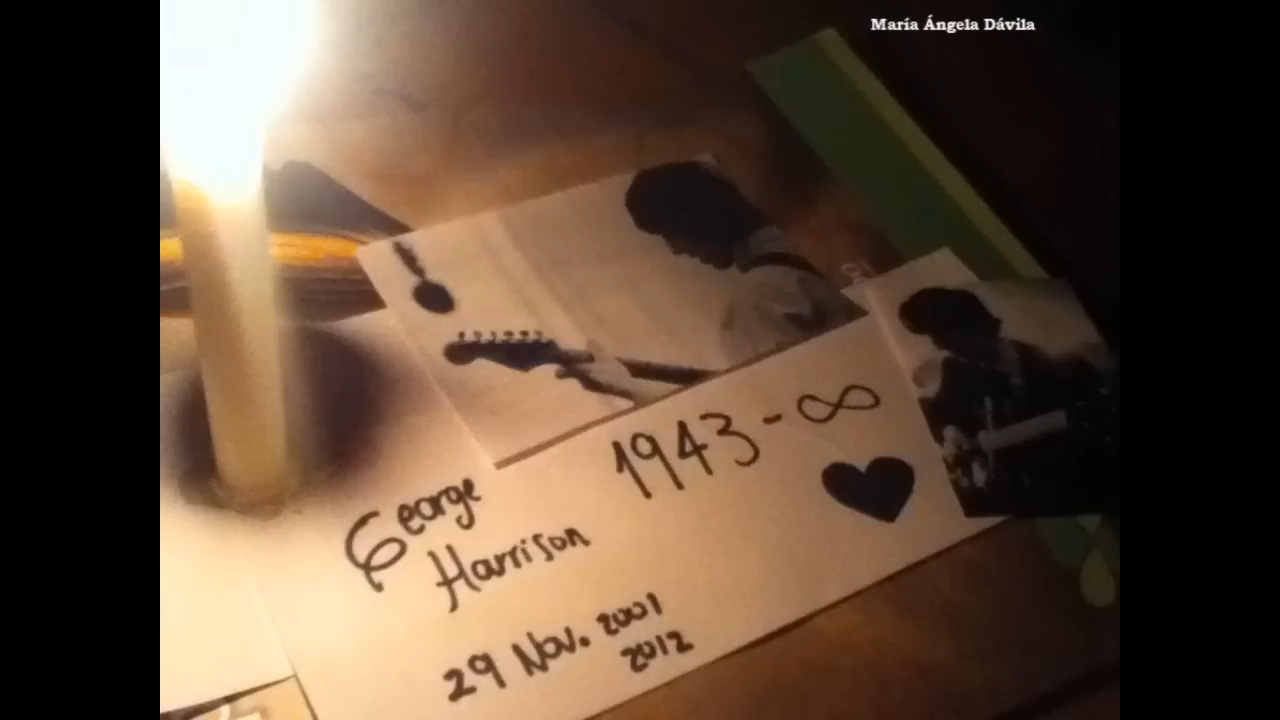 María Ángela Dávila
1943 - ∞
George
Harrison
29 Nov. 2001
2012